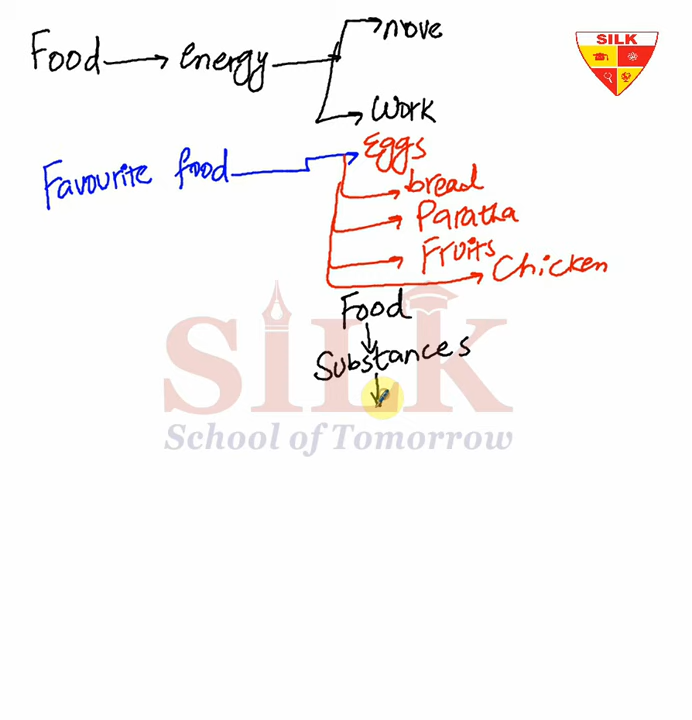 Food → energy → move
work
SILK
Favourite food → Eggs
bread
Paratha
Fruits
Chicken
Food
Substances
SiLK
School of Tomorrow